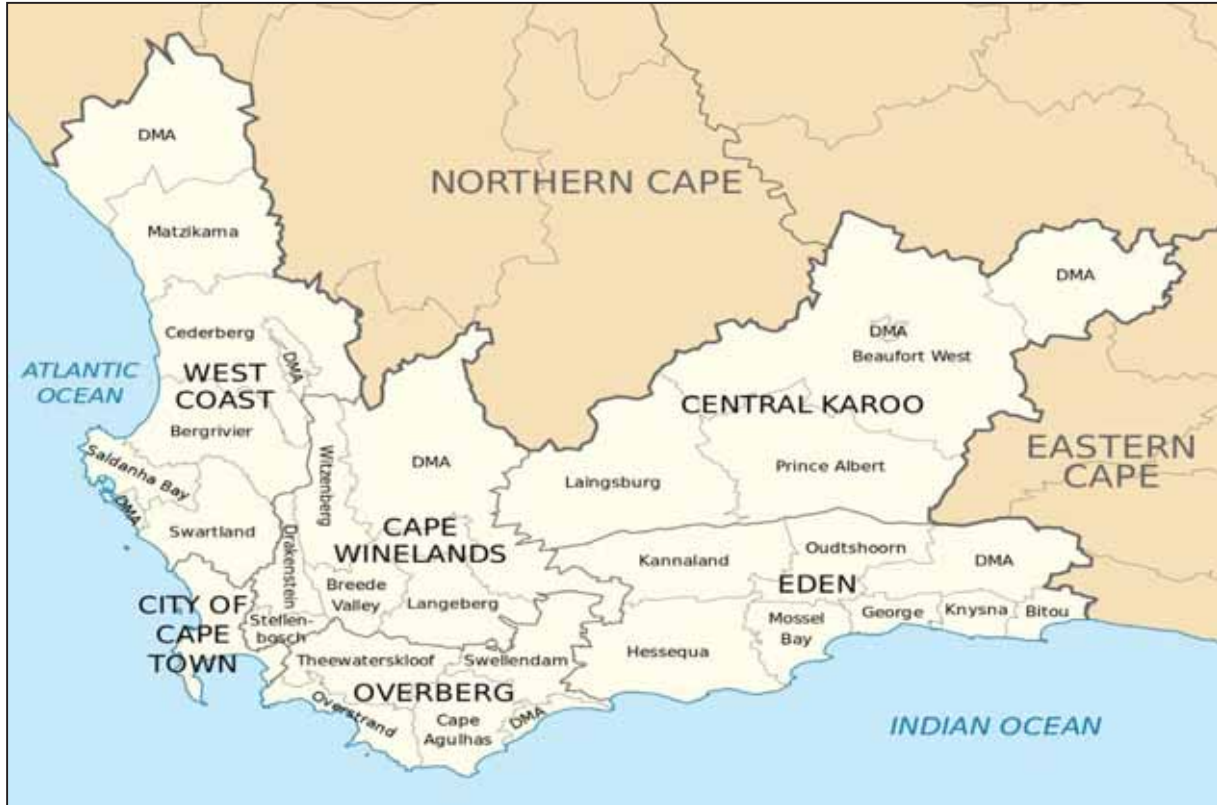 DMA
NORTHERN CAPE
Matzikama
DMA
Cederberg
DMA
Beaufort West
ATLANTIC
OCEAN
DMA
WEST
COAST
CENTRAL KAROO
Bergrivier
EASTERN
CAPE
Saldanha Bay
Witzenberg
DMA
Laingsburg
Prince Albert
DMA
Swartland
Drakenstein
CAPE
WINELANDS
Kannaland
Oudtshoorn
DMA
EDEN
Breede
Valley
Langeberg
CITY OF
CAPE
TOWN
Stellen-
bosch
Mossel
Bay
George
Knysna
Bitou
Theewaterskloof
Swellendam
Hessequa
OVERBERG
Overstrand
Cape
Agulhas
DMA
INDIAN OCEAN